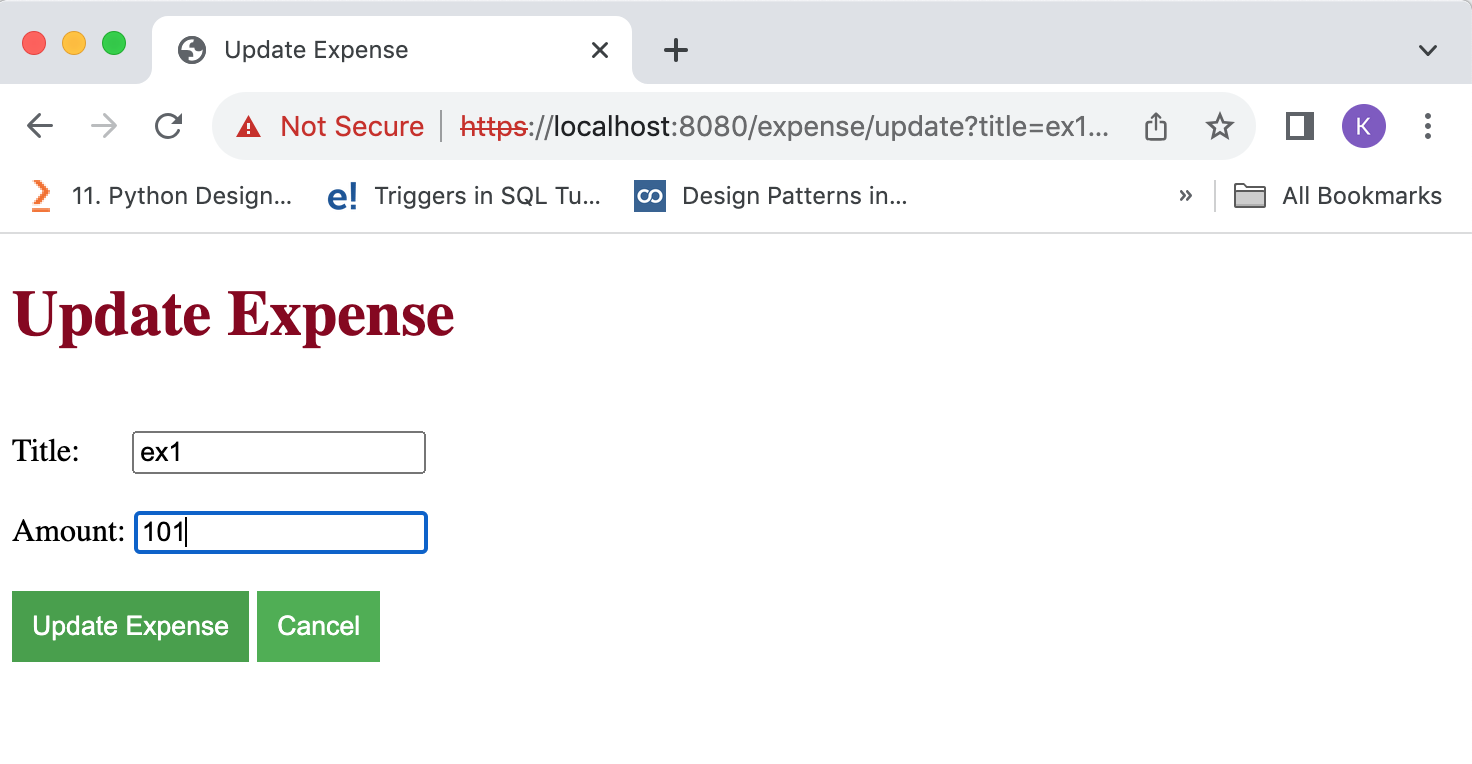 Update Expense
Not Secure https://localhost:8080/expense/update?title=ex1...
11. Python Design... e! Triggers in SQL Tu... Design Patterns in... » All Bookmarks
K
Update Expense
Title: ex1
Amount: 101
Update Expense Cancel